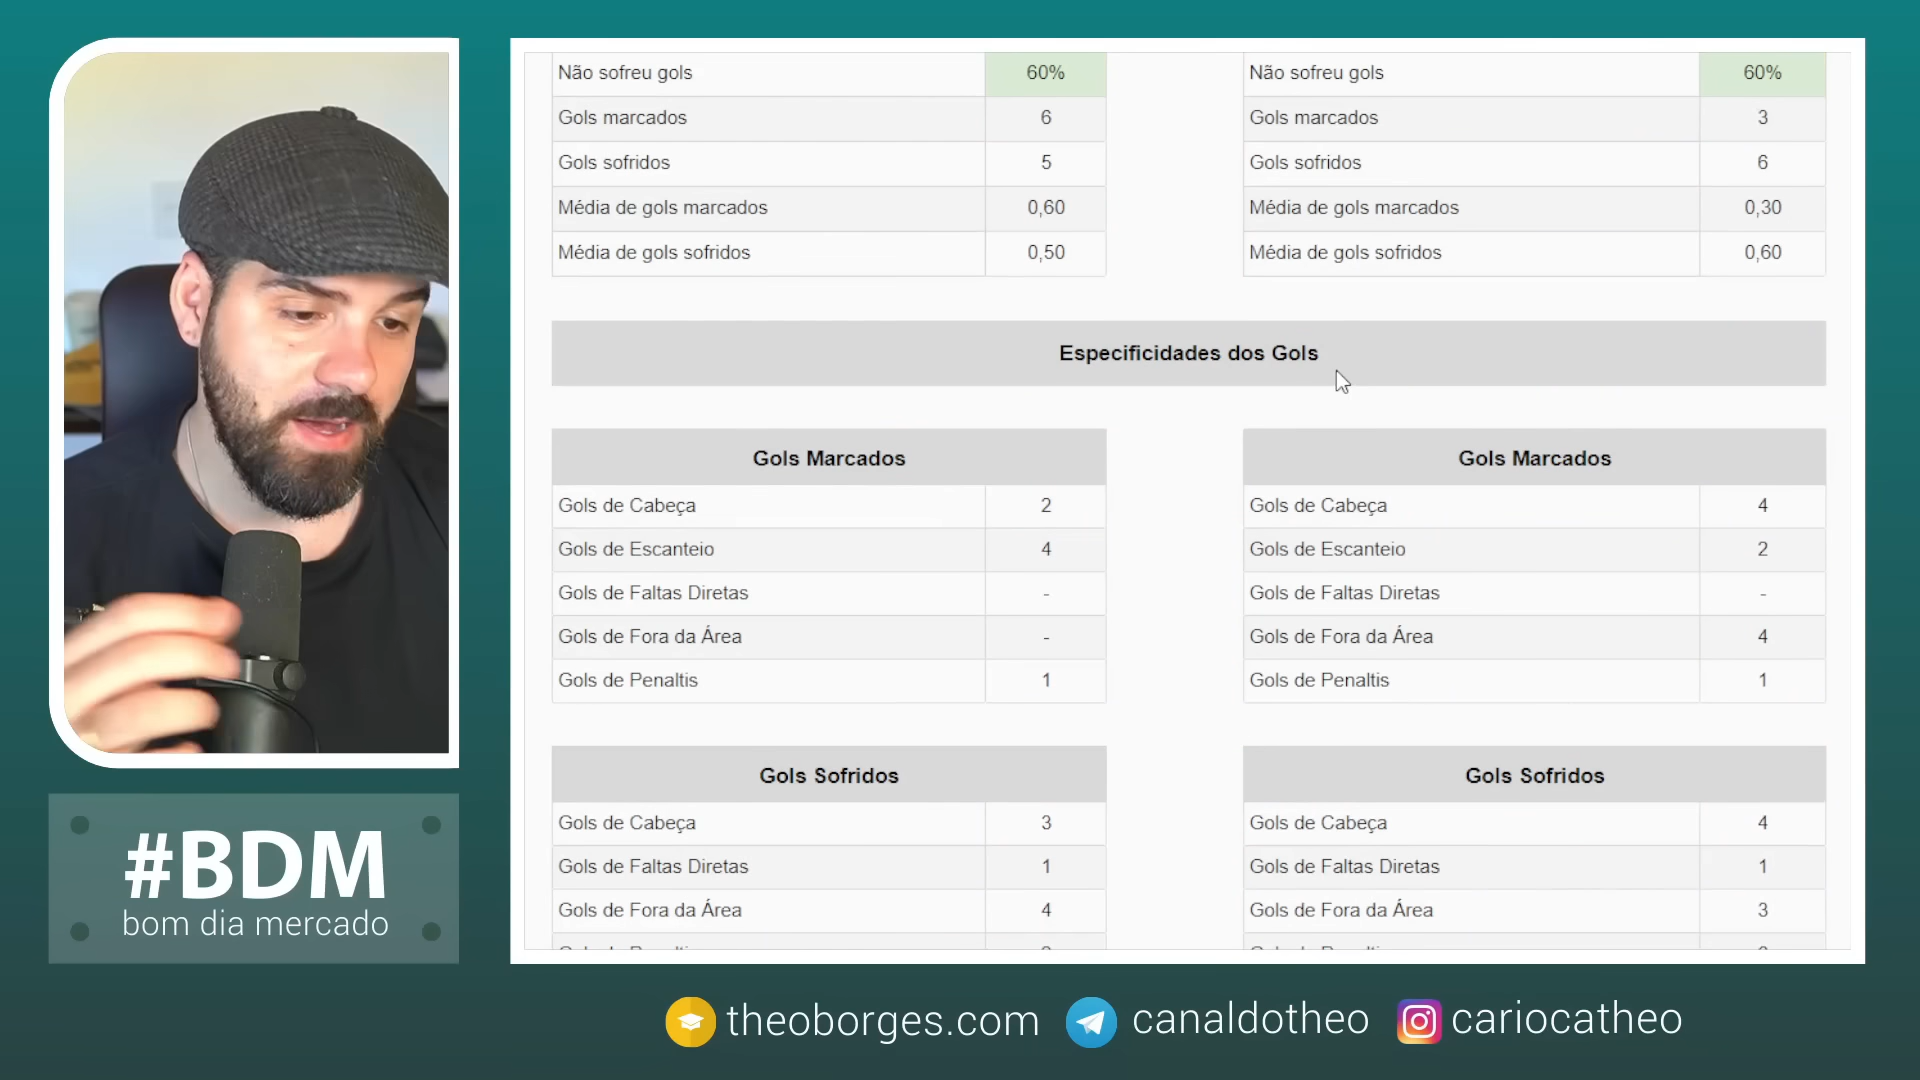 Não sofreu gols 60%
Gols marcados 6
Gols sofridos 5
Média de gols marcados 0,60
Média de gols sofridos 0,50
Não sofreu gols 60%
Gols marcados 3
Gols sofridos 6
Média de gols marcados 0,30
Média de gols sofridos 0,60
Especificidades dos Gols
Gols Marcados
Gols de Cabeça 2
Gols de Escanteio 4
Gols de Faltas Diretas -
Gols de Fora da Área -
Gols de Penaltis 1
Gols Marcados
Gols de Cabeça 4
Gols de Escanteio 2
Gols de Faltas Diretas -
Gols de Fora da Área 4
Gols de Penaltis 1
Gols Sofridos
Gols de Cabeça 3
Gols de Faltas Diretas 1
Gols de Fora da Área 4
Gols Sofridos
Gols de Cabeça 4
Gols de Faltas Diretas 1
Gols de Fora da Área 3
#BDM
bom dia mercado
theoborges.com
canaldotheo
cariocatheo